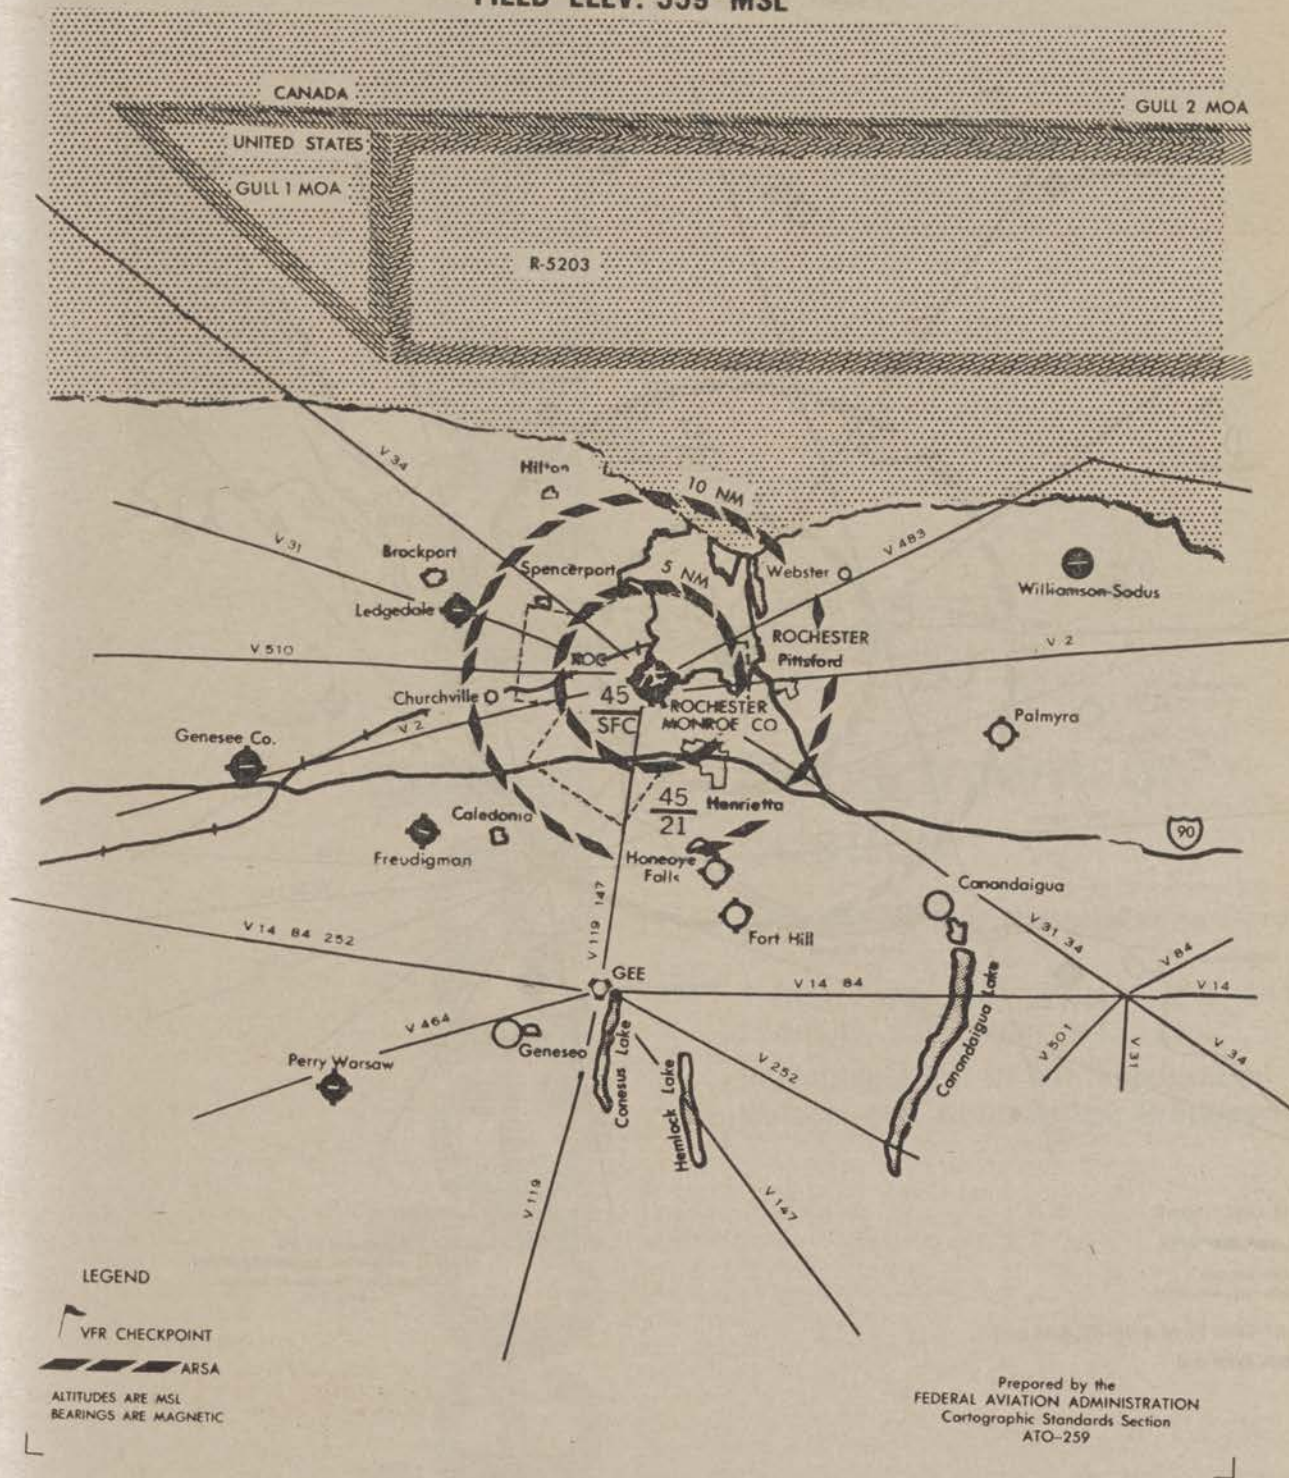 FIELD ELEV. 559 MSL
CANADA
GULL 2 MOA
UNITED STATES
GULL 1 MOA
R-5203
V 34
Hilton
10 NM
V 31
Brockport
Spencerport
5 NM
Webster
V 483
Ledgedale
Williamson-Sodus
ROCHESTER
V 510
ROC
Pittsford
V 2
Churchville
45
SFC
ROCHESTER
MONROE CO
Palmyra
Genesee Co.
V 2
45
21
Henrietta
Caledonia
90
Freudigman
Honeoye
Falls
Canandaigua
V 119 147
V 14 84 252
Fort Hill
V 31 34
V 84
GEE
V 14 84
V 14
V 464
Geneseo
Conesus Lake
Canandaigua Lake
V 501
V 31
V 34
Perry Warsaw
Hemlock Lake
V 252
V 119
V 147
LEGEND
VFR CHECKPOINT
ARSA
ALTITUDES ARE MSL
BEARINGS ARE MAGNETIC
Prepared by the
FEDERAL AVIATION ADMINISTRATION
Cartographic Standards Section
ATO-259